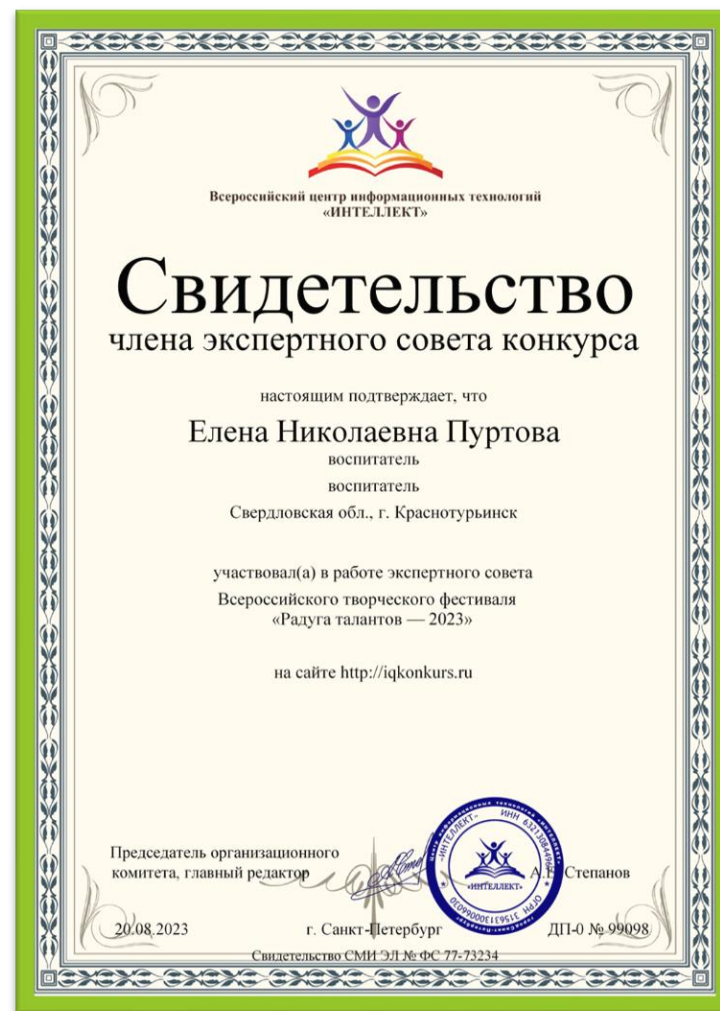 Всероссийский центр информационных технологий
«ИНТЕЛЛЕКТ»
Свидетельство
члена экспертного совета конкурса
настоящим подтверждает, что
Елена Николаевна Пуртова
воспитатель
воспитатель
Свердловская обл., г. Краснотурьинск
участвовал(а) в работе экспертного совета
Всероссийского творческого фестиваля
«Радуга талантов — 2023»
на сайте http://iqkonkurs.ru
Председатель организационного
комитета, главный редактор
Степанов
«ИНТЕЛЛЕКТ»
20.08.2023 г. Санкт-Петербург ДП-0 № 99098
Свидетельство СМИ ЭЛ № ФС 77-73234